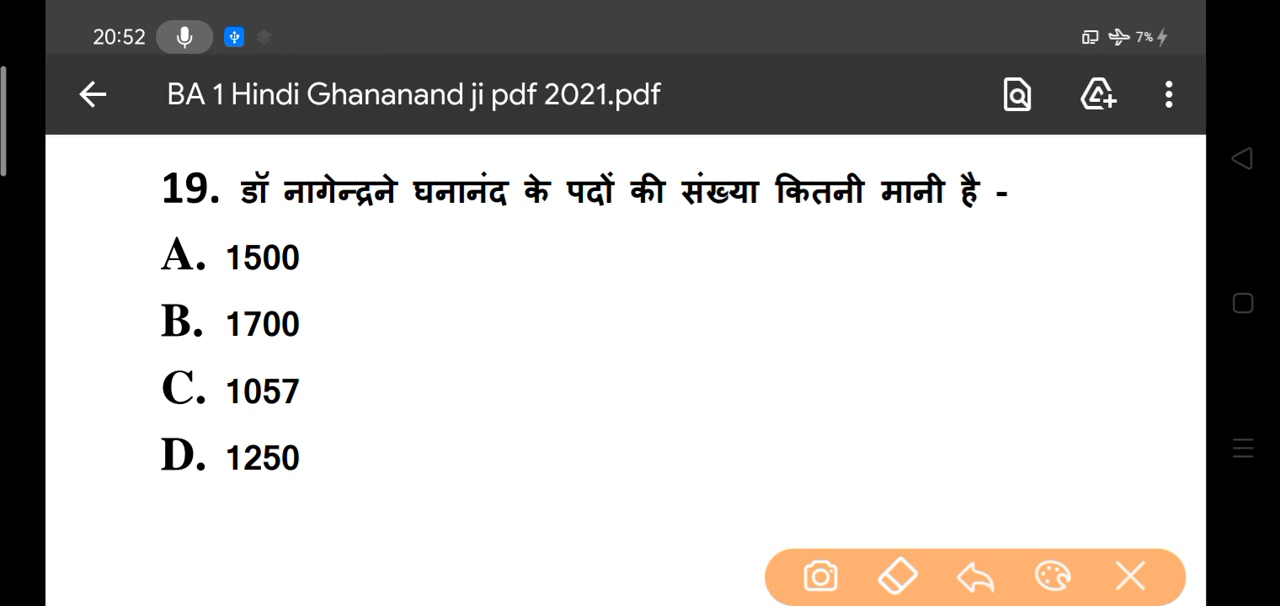 20:52
7%
BA 1 Hindi Ghananand ji pdf 2021.pdf
19. डॉ नागेन्द्रने घनानंद के पदों की संख्या कितनी मानी है -
A. 1500
B. 1700
C. 1057
D. 1250